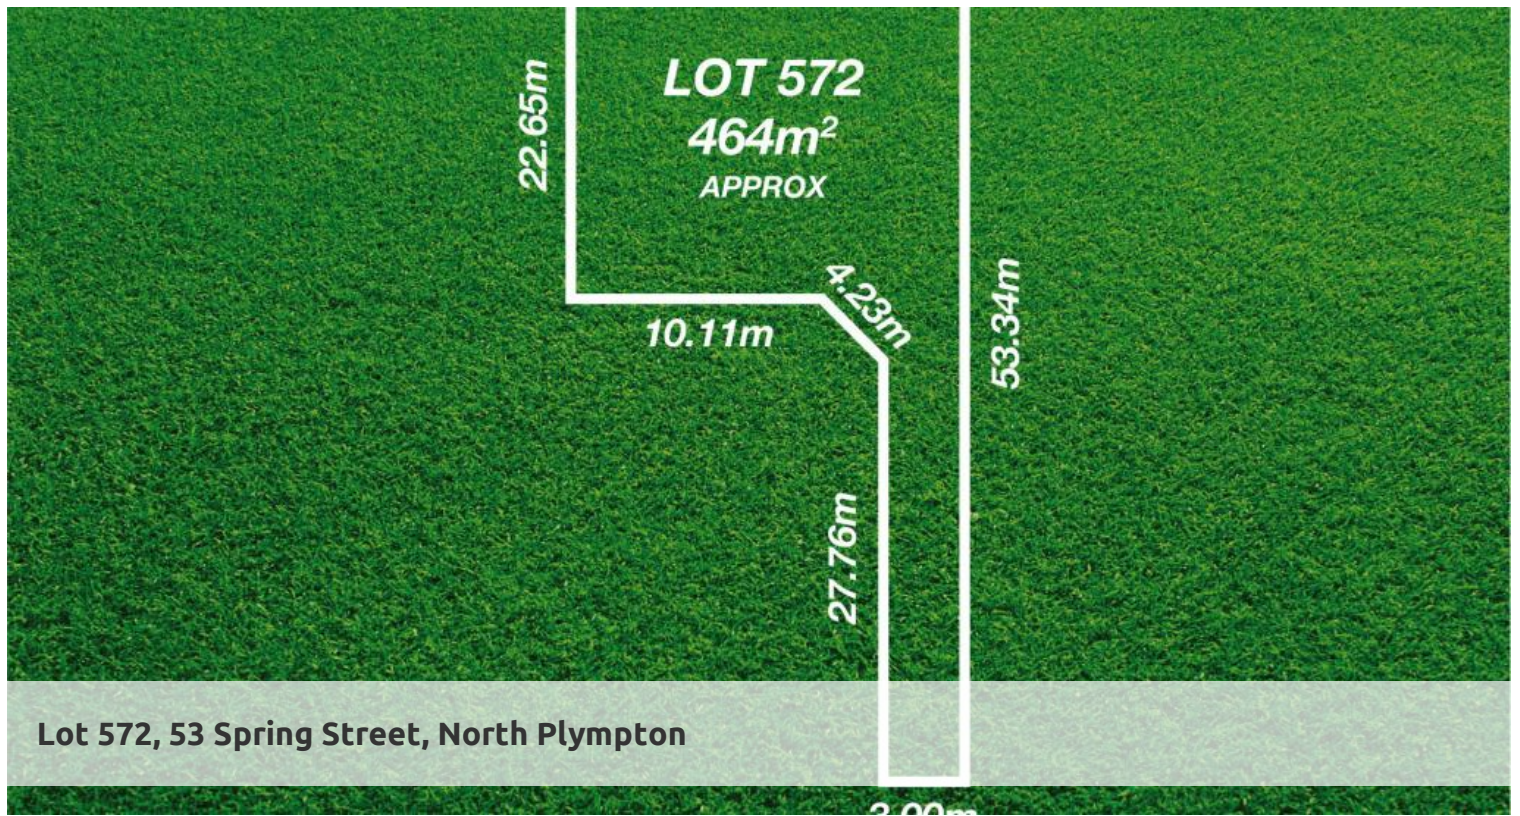 LOT 572
464m²
APPROX
22.65m
4.23m
10.11m
53.34m
27.76m
Lot 572, 53 Spring Street, North Plympton